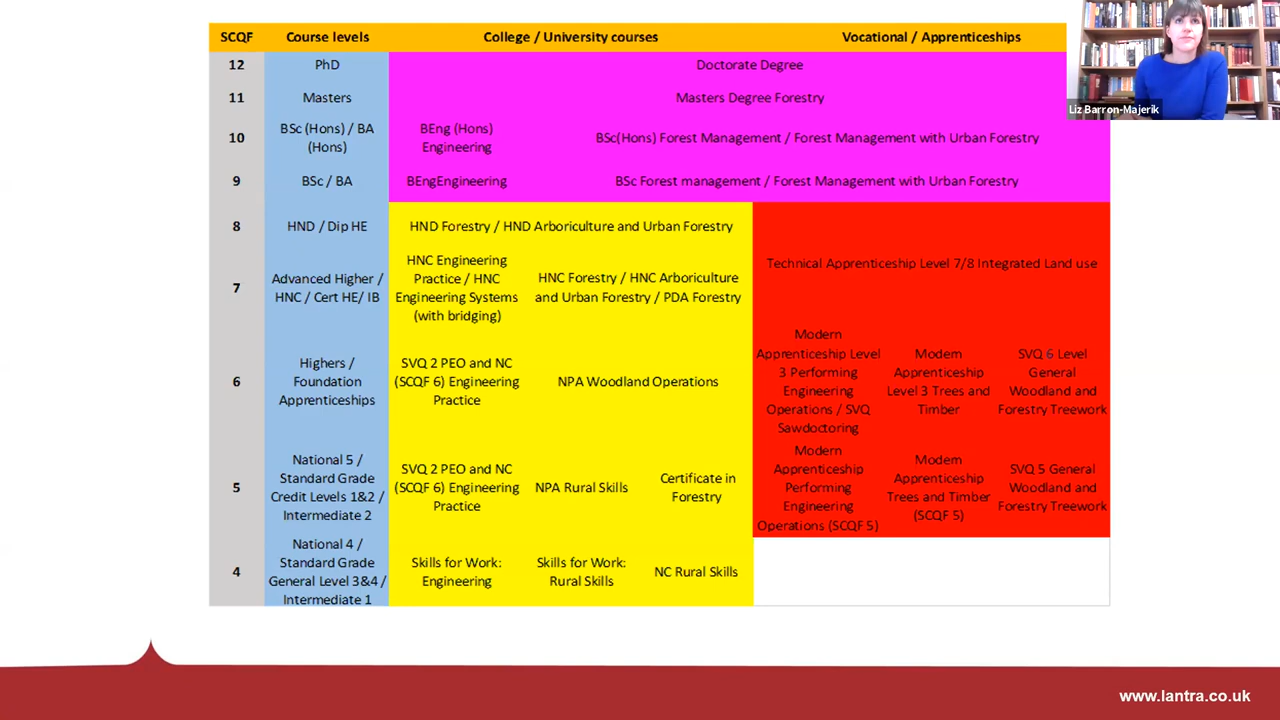 SCQF Course levels College / University courses Vocational / Apprenticeships
12 PhD Doctorate Degree
11 Masters Masters Degree Forestry
10
BSc (Hons) / BA
(Hons)
BEng (Hons)
Engineering
BSc(Hons) Forest Management / Forest Management with Urban Forestry
9 BSc / BA BEngEngineering BSc Forest management / Forest Management with Urban Forestry
8 HND / Dip HE HND Forestry / HND Arboriculture and Urban Forestry
Technical Apprenticeship Level 7/8 Integrated Land use
7
Advanced Higher /
HNC / Cert HE/ IB
HNC Engineering
Practice / HNC
Engineering Systems
(with bridging)
HNC Forestry / HNC Arboriculture
and Urban Forestry / PDA Forestry
6
Highers /
Foundation
Apprenticeships
SVQ 2 PEO and NC
(SCQF 6) Engineering
Practice
NPA Woodland Operations
Modern
Apprenticeship Level
3 Performing
Engineering
Operations / SVQ
Sawdoctoring
Modern
Apprenticeship
Level 3 Trees and
Timber
SVQ 6 Level
General
Woodland and
Forestry Treework
5
National 5 /
Standard Grade
Credit Levels 1&2 /
Intermediate 2
SVQ 2 PEO and NC
(SCQF 6) Engineering
Practice
NPA Rural Skills
Certificate in
Forestry
Modern
Apprenticeship
Performing
Engineering
Operations (SCQF 5)
Modern
Apprenticeship
Trees and Timber
(SCQF 5)
SVQ 5 General
Woodland and
Forestry Treework
4
National 4 /
Standard Grade
General Level 3&4 /
Intermediate 1
Skills for Work:
Engineering
Skills for Work:
Rural Skills
NC Rural Skills
Liz Barron-Majerik
www.lantra.co.uk